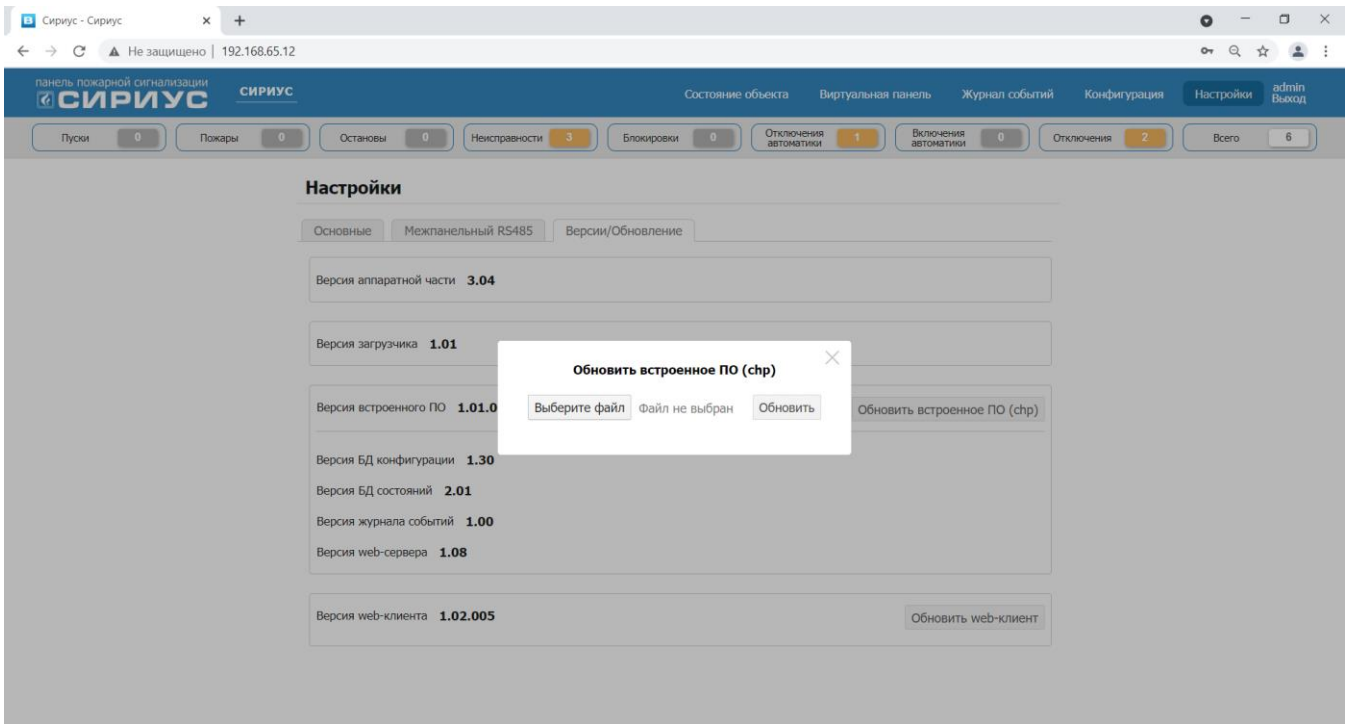 В Сириус - Сириус
Не защищено | 192.168.65.12
панель пожарной сигнализации
СИРИУС
СИРИУС
Состояние объекта Виртуальная панель Журнал событий Конфигурация Настройки admin
Выход
Пуски 0 Пожары 0 Остановы 0 Неисправности 3 Блокировки 0 Отключения автоматики 1 Включения автоматики 0 Отключения 2 Всего 6
Настройки
Основные Межпанельный RS485 Версии/Обновление
Версия аппаратной части 3.04
Версия загрузчика 1.01
Обновить встроенное ПО (chp)
Версия встроенного ПО 1.01.0 Выберите файл Файл не выбран Обновить Обновить встроенное ПО (chp)
Версия БД конфигурации 1.30
Версия БД состояний 2.01
Версия журнала событий 1.00
Версия web-сервера 1.08
Версия web-клиента 1.02.005 Обновить web-клиент